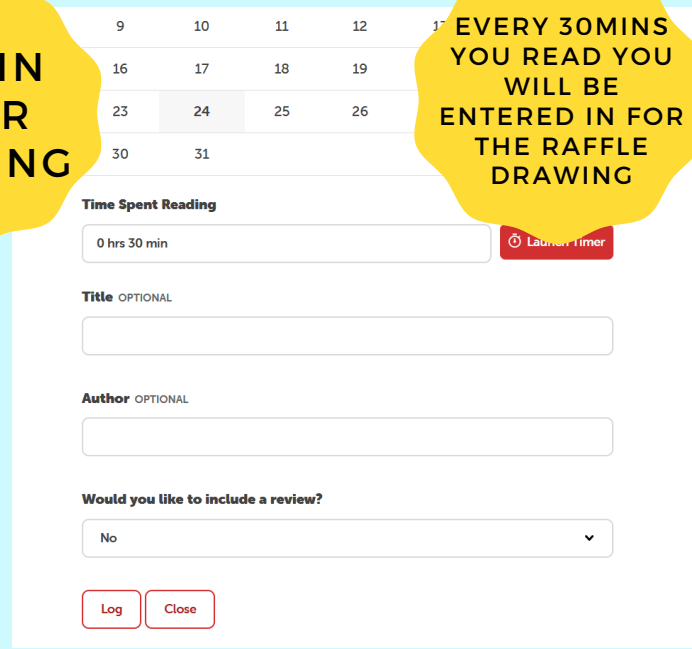 IN
R
NG
EVERY 30MINS
YOU READ YOU
WILL BE
ENTERED IN FOR
THE RAFFLE
DRAWING
9 10 11 12
16 17 18 19
23 24 25 26
30 31
Time Spent Reading
0 hrs 30 min
Launch Timer
Title OPTIONAL
Author OPTIONAL
Would you like to include a review?
No
Log Close